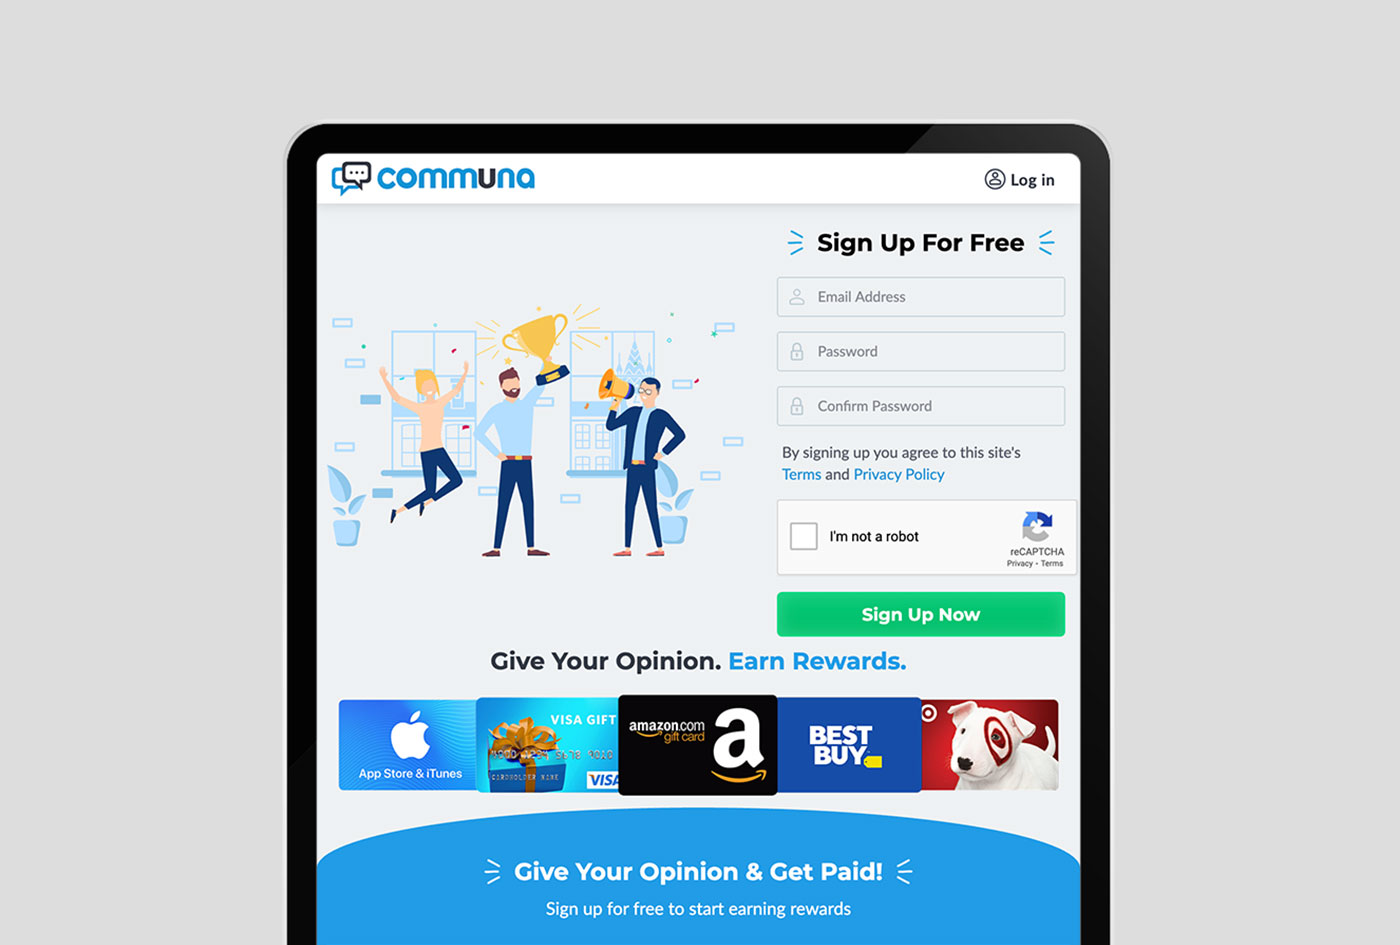 communa
Log in
Sign Up For Free
Email Address
Password
Confirm Password
By signing up you agree to this site's
Terms and Privacy Policy
I'm not a robot
reCAPTCHA
Privacy - Terms
Sign Up Now
Give Your Opinion. Earn Rewards.
App Store & iTunes
VISA GIFT
CARDHOLDER NAME
VISA
amazon.com
gift card
a
BEST
BUY
Give Your Opinion & Get Paid!
Sign up for free to start earning rewards